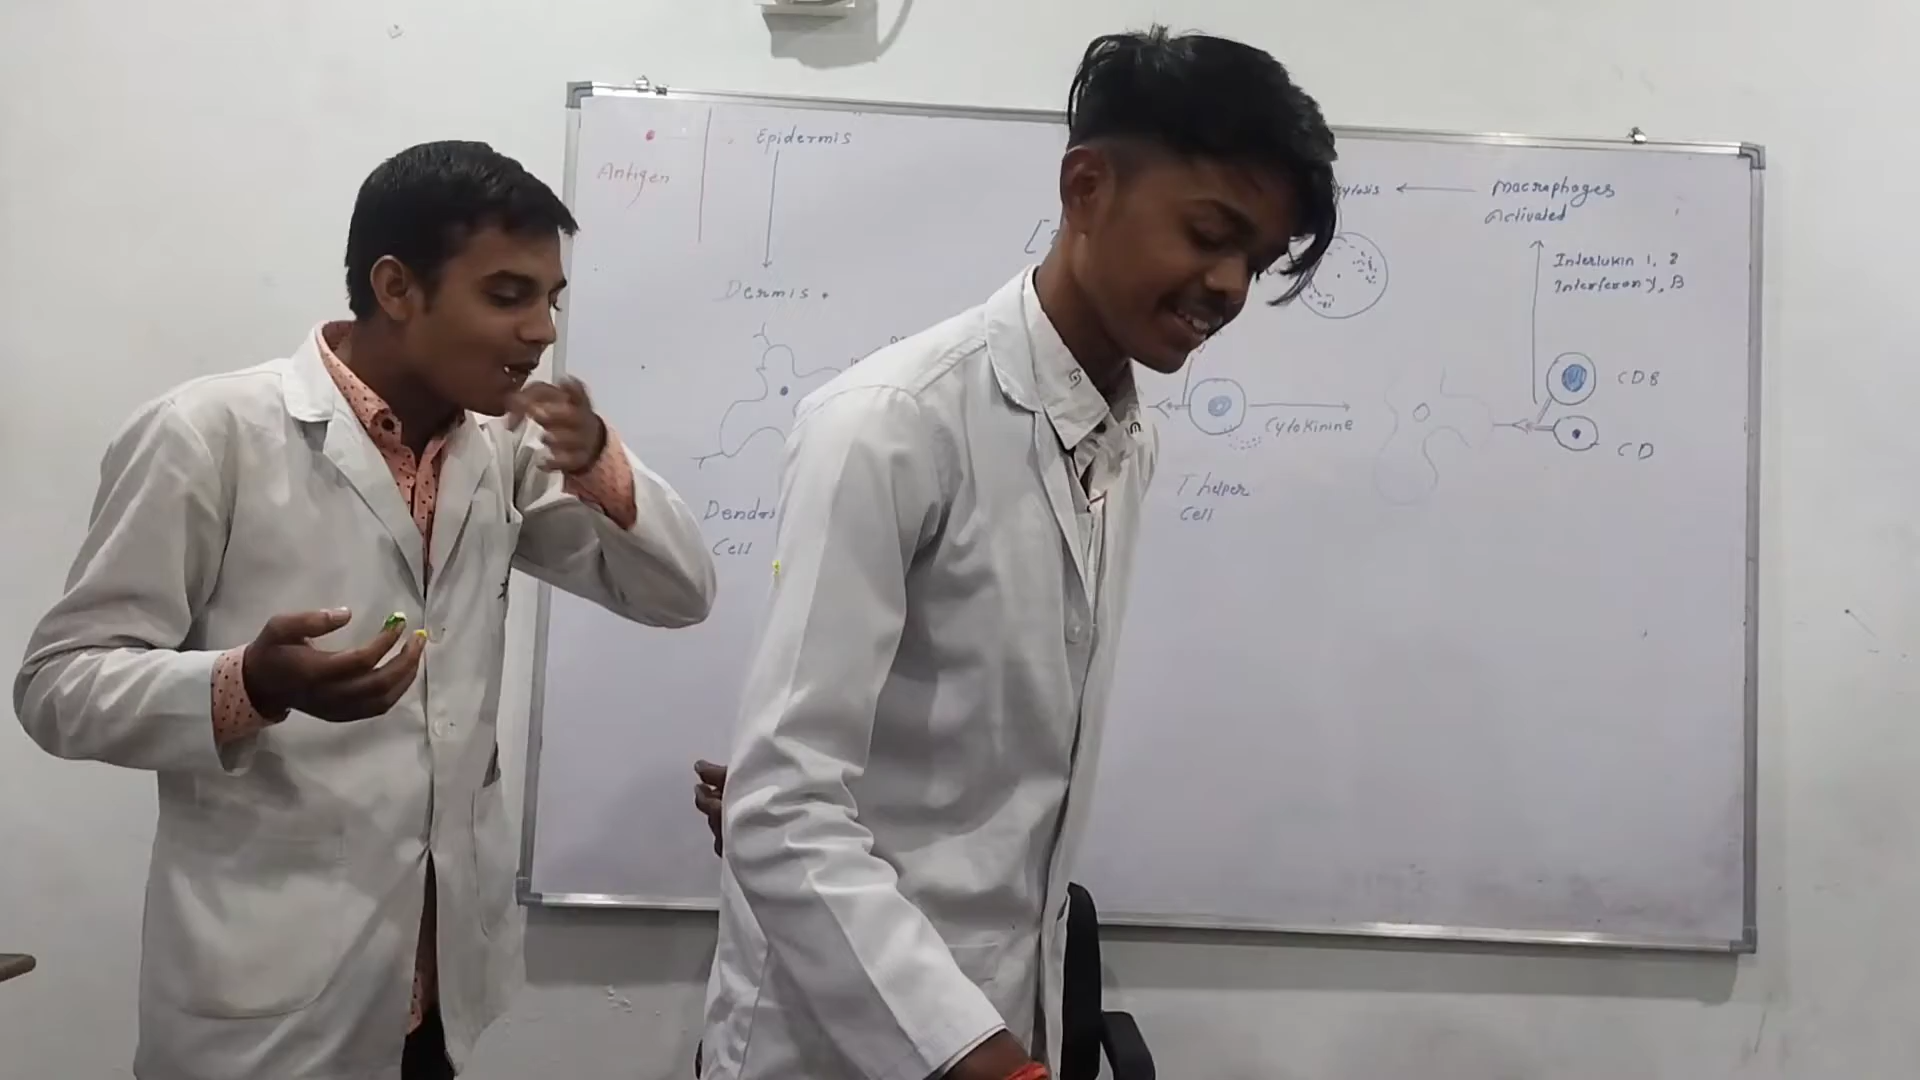 Epidermis
Antigen
Dermis
Macrophages
Activated
Interlukin 1, 2
Interferon γ, B
CD8
CD
Cytokinine
T helper
Cell
Cell